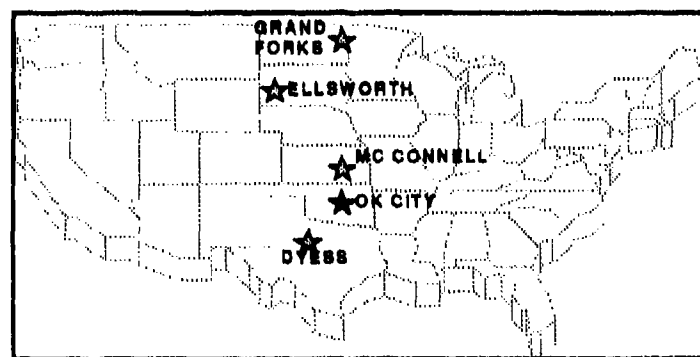 GRAND
FORKS
ELLSWORTH
MC CONNELL
OK CITY
DYESS